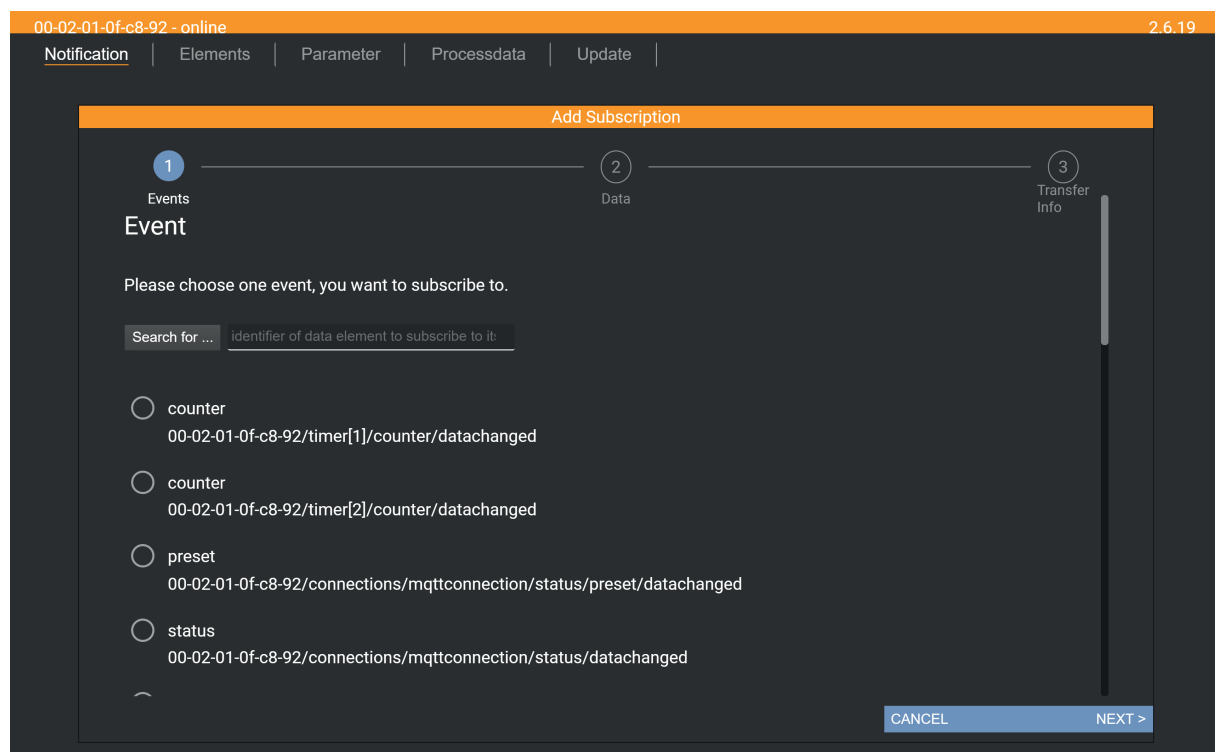 00-02-01-0f-c8-92 - online 2.6.19
Notification Elements Parameter Processdata Update
Add Subscription
1 2 3
Events Data Transfer
Info
Event
Please choose one event, you want to subscribe to.
Search for ... identifier of data element to subscribe to it
counter
00-02-01-0f-c8-92/timer[1]/counter/datachanged
counter
00-02-01-0f-c8-92/timer[2]/counter/datachanged
preset
00-02-01-0f-c8-92/connections/mqttconnection/status/preset/datachanged
status
00-02-01-0f-c8-92/connections/mqttconnection/status/datachanged
CANCEL NEXT >